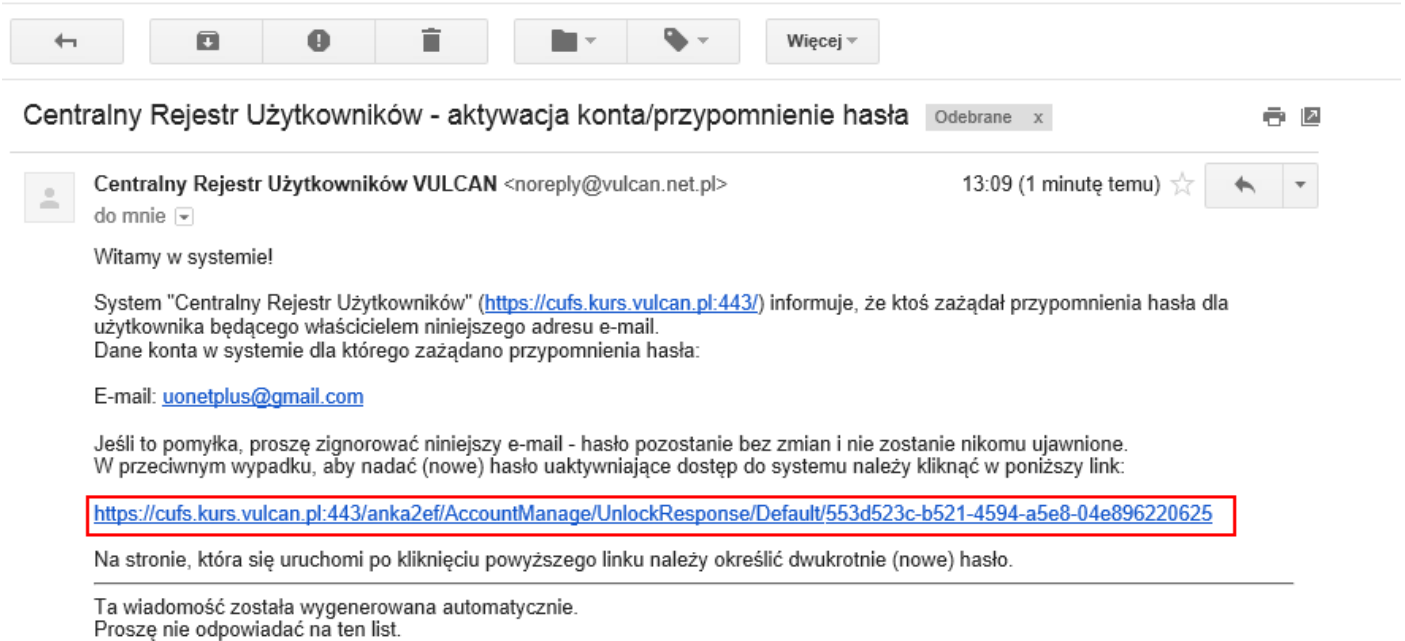 Więcej
Centralny Rejestr Użytkowników - aktywacja konta/przypomnienie hasła Odebrane x
Centralny Rejestr Użytkowników VULCAN <noreply@vulcan.net.pl> 13:09 (1 minutę temu)
do mnie
Witamy w systemie!
System "Centralny Rejestr Użytkowników" (https://cufs.kurs.vulcan.pl:443/) informuje, że ktoś zażądał przypomnienia hasła dla
użytkownika będącego właścicielem niniejszego adresu e-mail.
Dane konta w systemie dla którego zażądano przypomnienia hasła:
E-mail: uonetplus@gmail.com
Jeśli to pomyłka, proszę zignorować niniejszy e-mail - hasło pozostanie bez zmian i nie zostanie nikomu ujawnione.
W przeciwnym wypadku, aby nadać (nowe) hasło uaktywniające dostęp do systemu należy kliknąć w poniższy link:
https://cufs.kurs.vulcan.pl:443/anka2ef/AccountManage/UnlockResponse/Default/553d523c-b521-4594-a5e8-04e896220625
Na stronie, która się uruchomi po kliknięciu powyższego linku należy określić dwukrotnie (nowe) hasło.
Ta wiadomość została wygenerowana automatycznie.
Proszę nie odpowiadać na ten list.